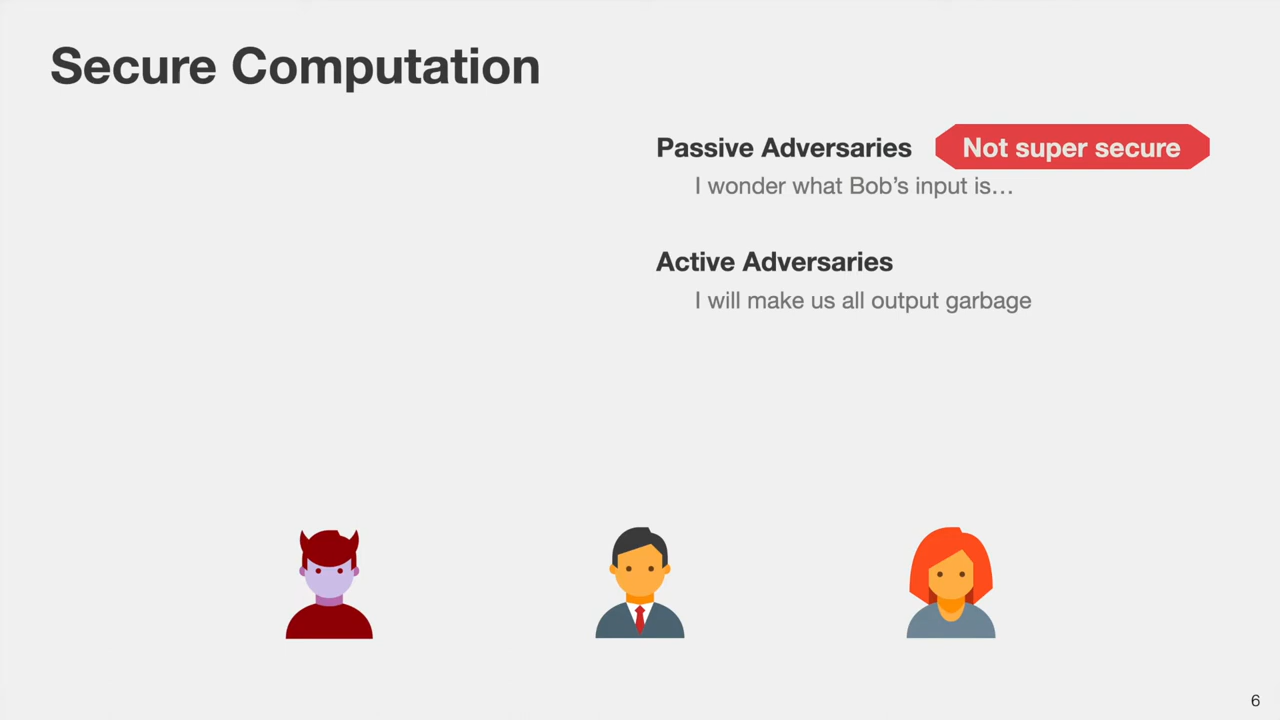 Secure Computation
Passive Adversaries Not super secure
I wonder what Bob’s input is…
Active Adversaries
I will make us all output garbage
6